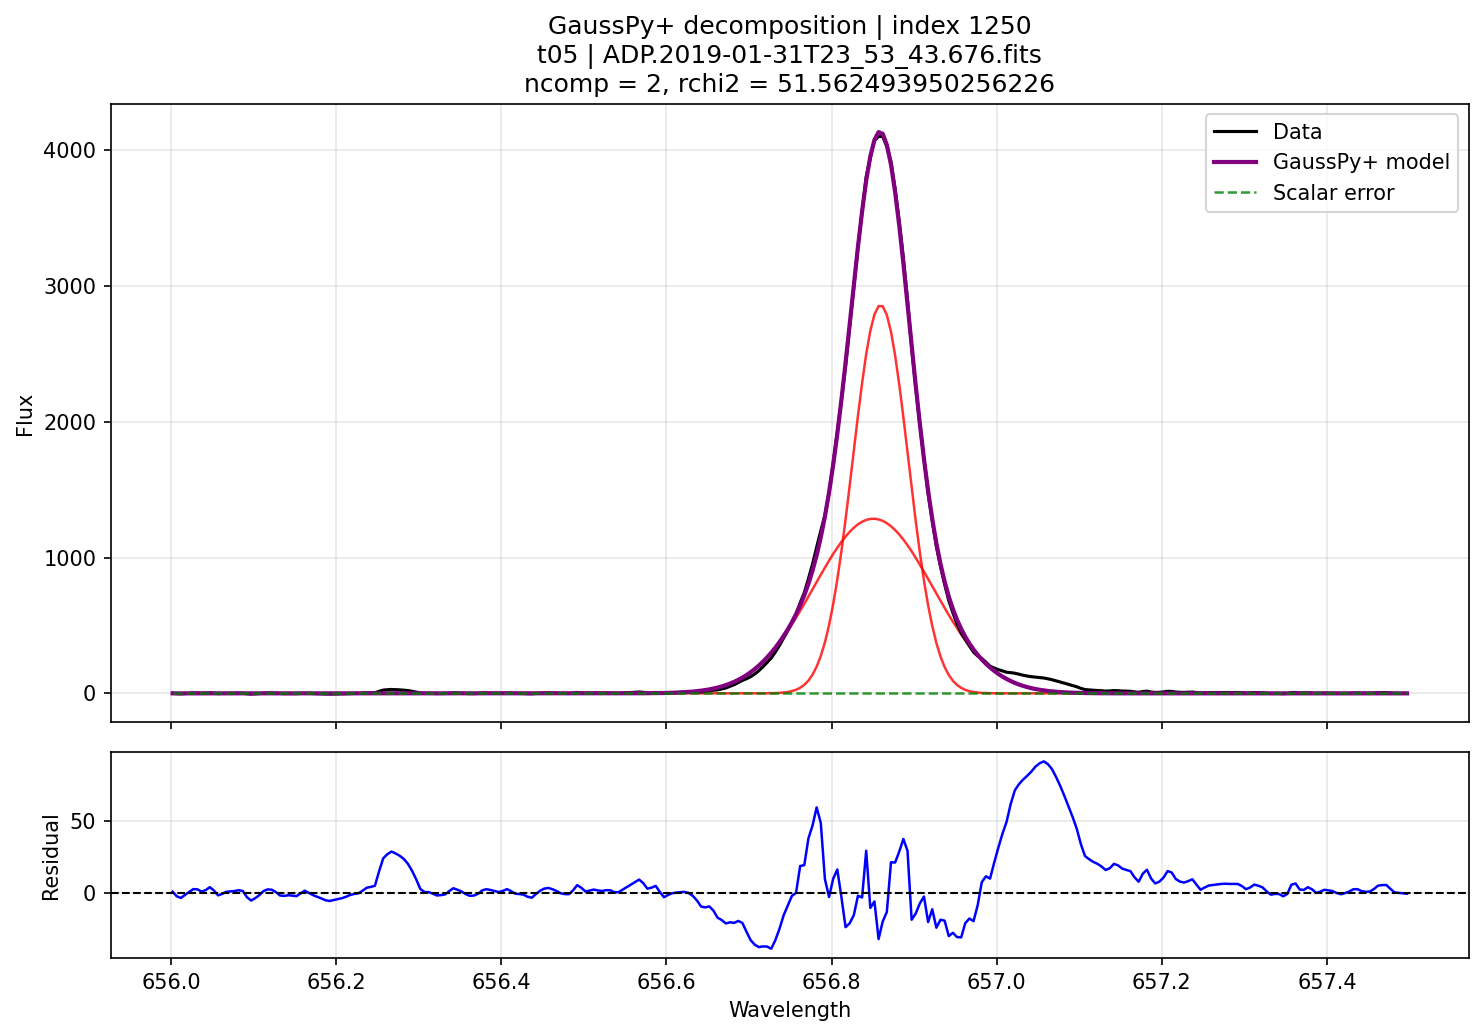 GaussPy+ decomposition | index 1250
t05 | ADP.2019-01-31T23_53_43.676.fits
ncomp = 2, rchi2 = 51.562493950256226
Data
GaussPy+ model
Scalar error
Flux
4000
3000
2000
1000
0
Residual
50
0
656.0 656.2 656.4 656.6 656.8 657.0 657.2 657.4
Wavelength